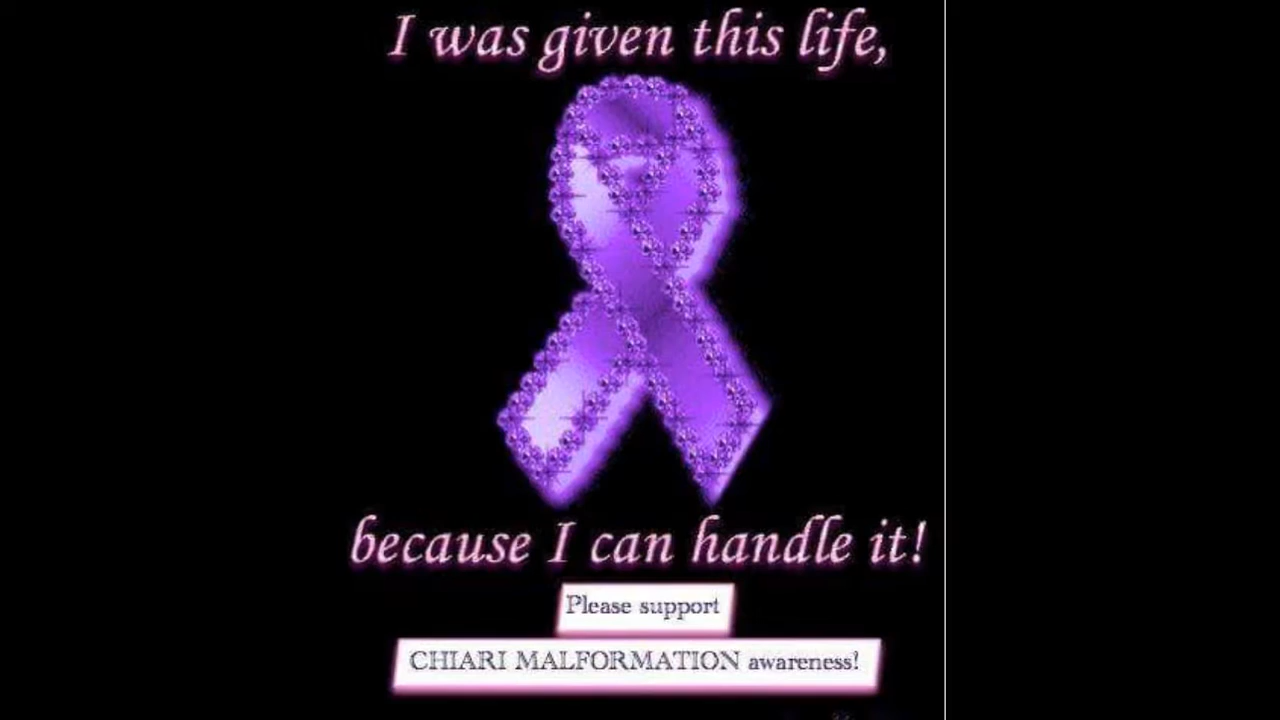 I was given this life,
because I can handle it!
Please support
CHIARI MALFORMATION awareness!